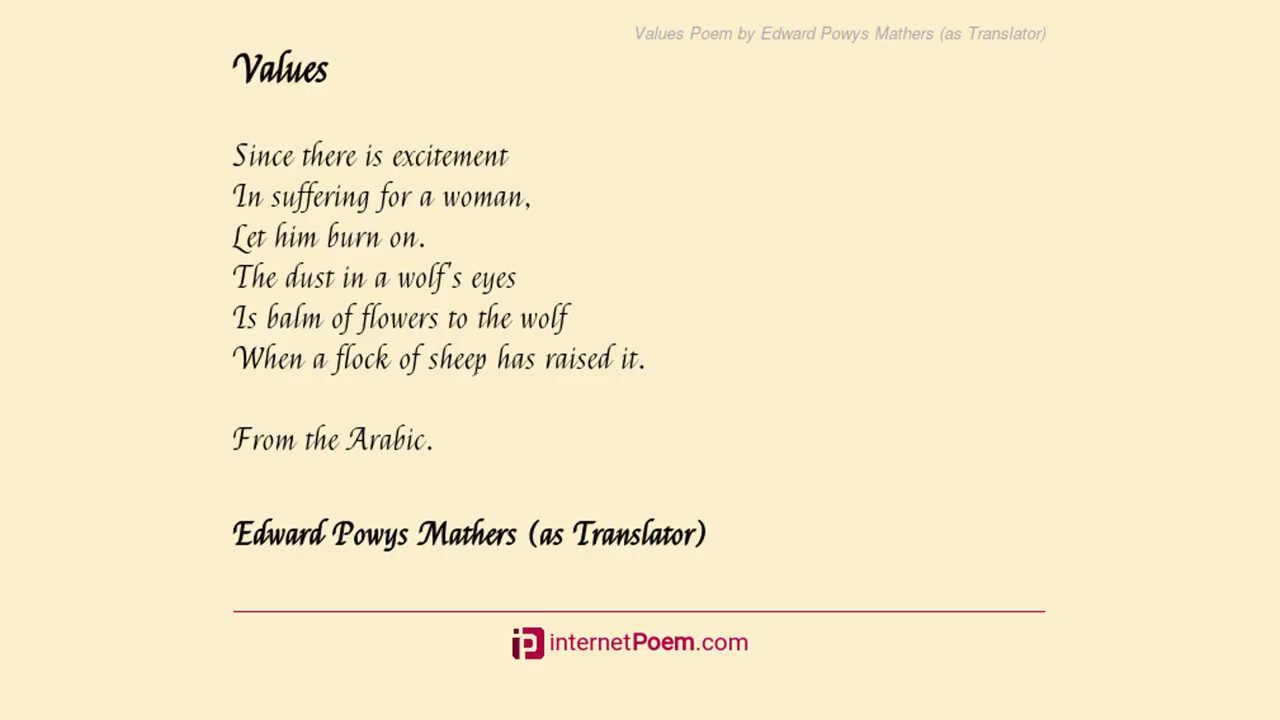 Values Poem by Edward Powys Mathers (as Translator)
Values
Since there is excitement
In suffering for a woman,
Let him burn on.
The dust in a wolf's eyes
Is balm of flowers to the wolf
When a flock of sheep has raised it.
From the Arabic.
Edward Powys Mathers (as Translator)
internetPoem.com